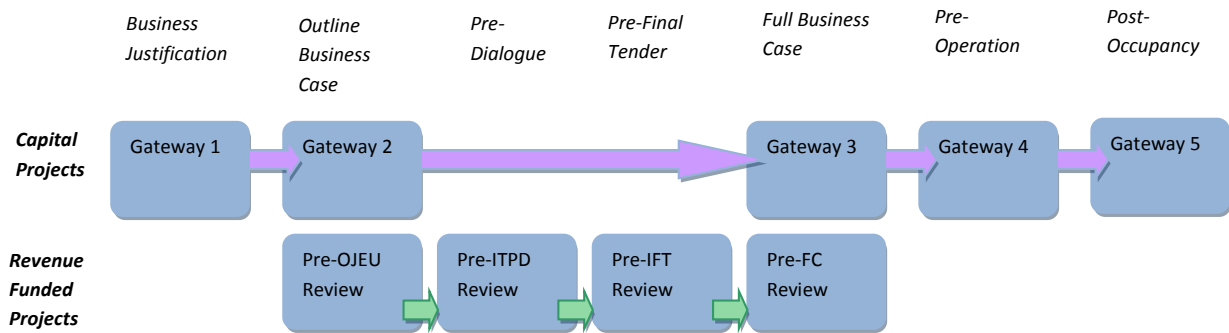 Business
Justification
Outline
Business
Case
Pre-
Dialogue
Pre-Final
Tender
Full Business
Case
Pre-
Operation
Post-
Occupancy
Capital
Projects
Gateway 1
Gateway 2
Gateway 3
Gateway 4
Gateway 5
Revenue
Funded
Projects
Pre-OJEU
Review
Pre-ITPD
Review
Pre-IFT
Review
Pre-FC
Review